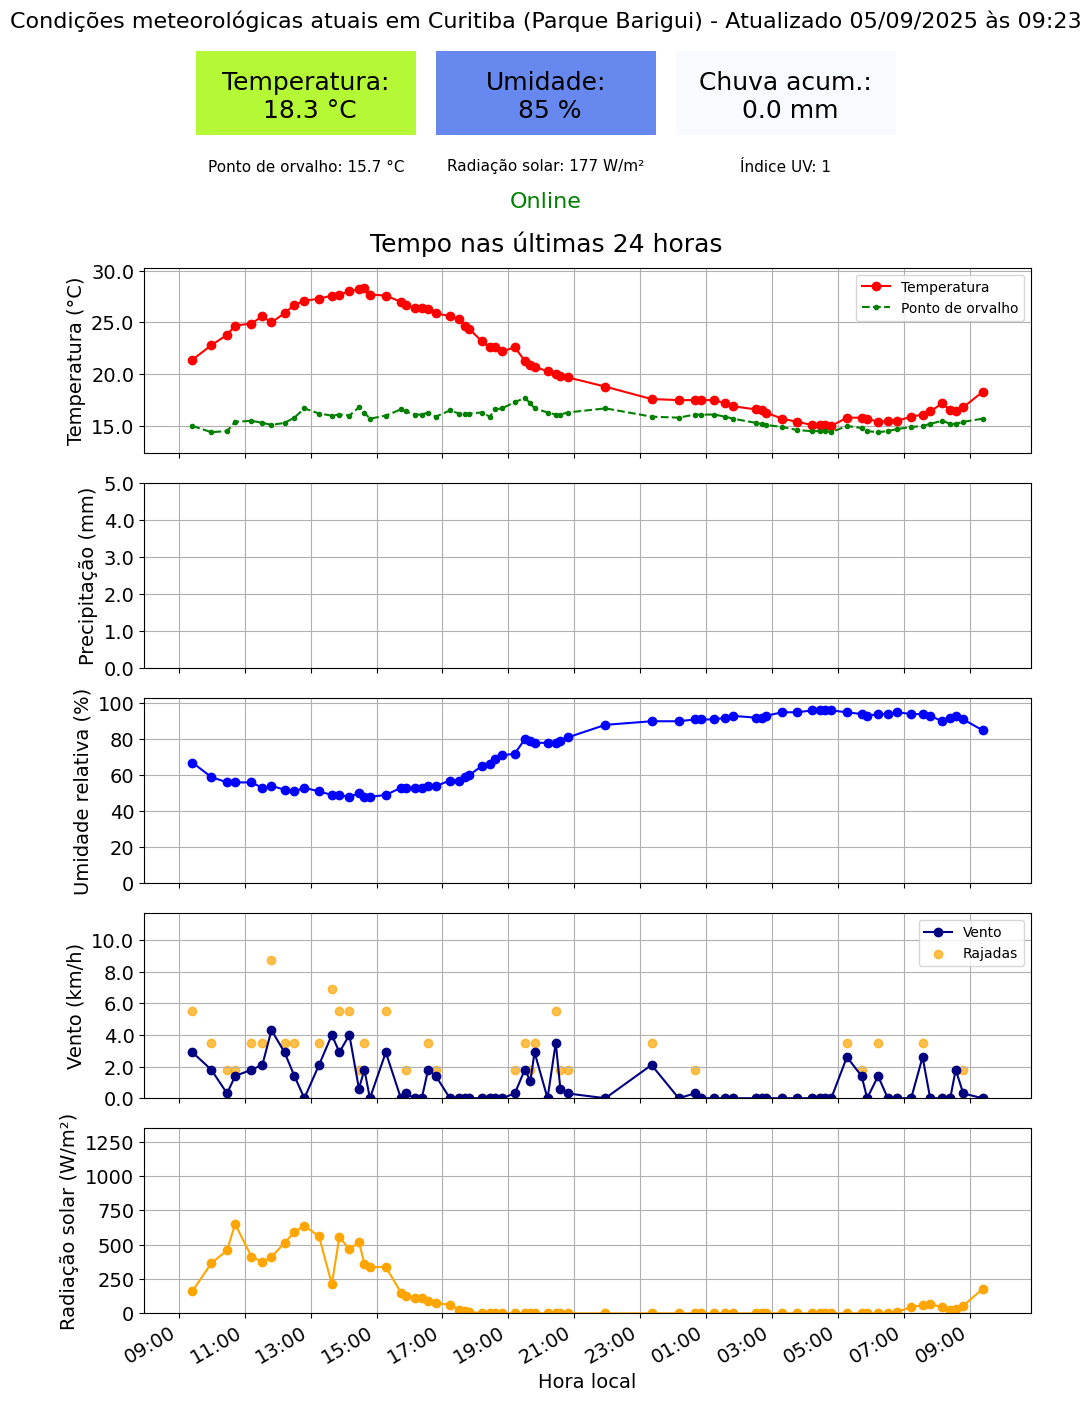 Condições meteorológicas atuais em Curitiba (Parque Barigui) - Atualizado 05/09/2025 às 09:23
Temperatura:
18.3 °C
Umidade:
85 %
Chuva acum.:
0.0 mm
Ponto de orvalho: 15.7 °C
Radiação solar: 177 W/m²
Índice UV: 1
Online
Tempo nas últimas 24 horas
Temperatura (°C)
30.0
25.0
20.0
15.0
Temperatura
Ponto de orvalho
Precipitação (mm)
5.0
4.0
3.0
2.0
1.0
0.0
Umidade relativa (%)
100
80
60
40
20
0
Vento (km/h)
10.0
8.0
6.0
4.0
2.0
0.0
Vento
Rajadas
Radiação solar (W/m²)
1250
1000
750
500
250
0
09:00
11:00
13:00
15:00
17:00
19:00
21:00
23:00
01:00
03:00
05:00
07:00
09:00
Hora local